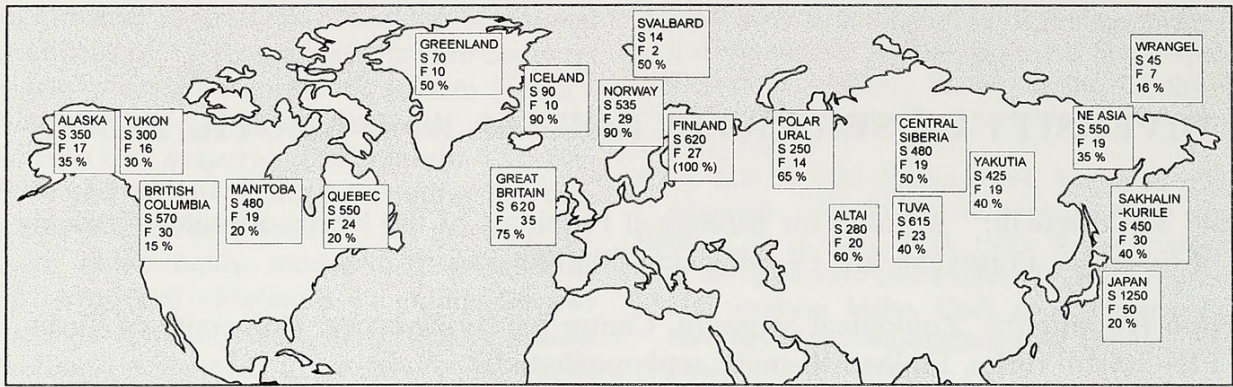 SVALBARD
S 14
F 2
50 %
GREENLAND
S 70
F 10
50 %
ICELAND
S 90
F 10
90 %
NORWAY
S 535
F 29
90 %
WRANGEL
S 45
F 7
16 %
ALASKA
S 350
F 17
35 %
YUKON
S 300
F 16
30 %
FINLAND
S 620
F 27
(100 %)
POLAR
URAL
S 250
F 14
65 %
CENTRAL
SIBERIA
S 480
F 19
50 %
NE ASIA
S 550
F 19
35 %
YAKUTIA
S 425
F 19
40 %
BRITISH
COLUMBIA
S 570
F 30
15 %
MANITOBA
S 480
F 19
20 %
QUEBEC
S 550
F 24
20 %
GREAT
BRITAIN
S 620
F 35
75 %
ALTAI
S 280
F 20
60 %
TUVA
S 615
F 23
40 %
SAKHALIN
-KURILE
S 450
F 30
40 %
JAPAN
S 1250
F 50
20 %